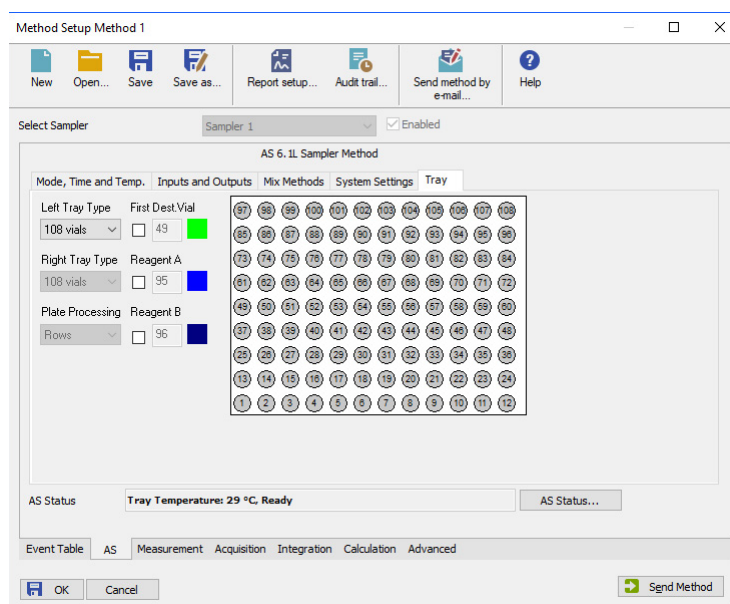 Method Setup Method 1
New Open... Save Save as... Report setup... Audit trail... Send method by e-mail... Help
Select Sampler Sampler 1 Enabled
AS 6.1L Sampler Method
Mode, Time and Temp. Inputs and Outputs Mix Methods System Settings Tray
Left Tray Type First Dest.Vial
108 vials 49
Right Tray Type Reagent A
108 vials 95
Plate Processing Reagent B
Rows 96
97 98 99 100 101 102 103 104 105 106 107 108
85 86 87 88 89 90 91 92 93 94 95 96
73 74 75 76 77 78 79 80 81 82 83 84
61 62 63 64 65 66 67 68 69 70 71 72
49 50 51 52 53 54 55 56 57 58 59 60
37 38 39 40 41 42 43 44 45 46 47 48
25 26 27 28 29 30 31 32 33 34 35 36
13 14 15 16 17 18 19 20 21 22 23 24
1 2 3 4 5 6 7 8 9 10 11 12
AS Status Tray Temperature: 29 °C, Ready AS Status...
Event Table AS Measurement Acquisition Integration Calculation Advanced
OK Cancel Send Method